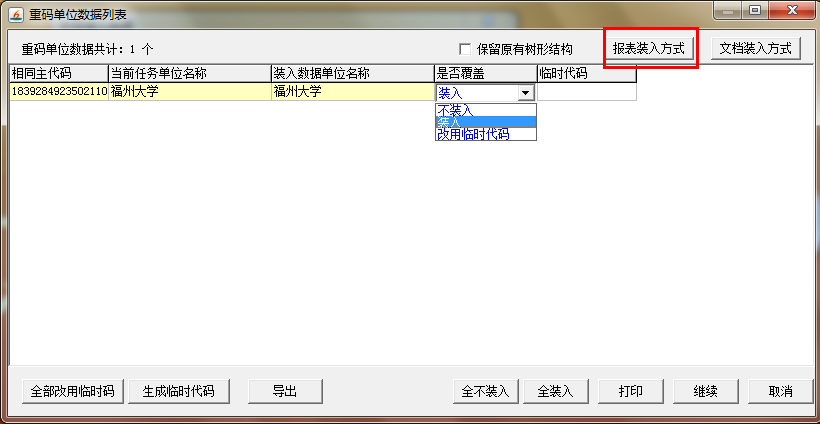 重码单位数据列表
重码单位数据共计：1 个
保留原有树形结构
报表装入方式
文档装入方式
相同主代码 当前任务单位名称 装入数据单位名称 是否覆盖 临时代码
1839284923502110 福州大学 福州大学 装入
不装入
装入
改用临时代码
全部改用临时码 生成临时代码 导出 全不装入 全装入 打印 继续 取消